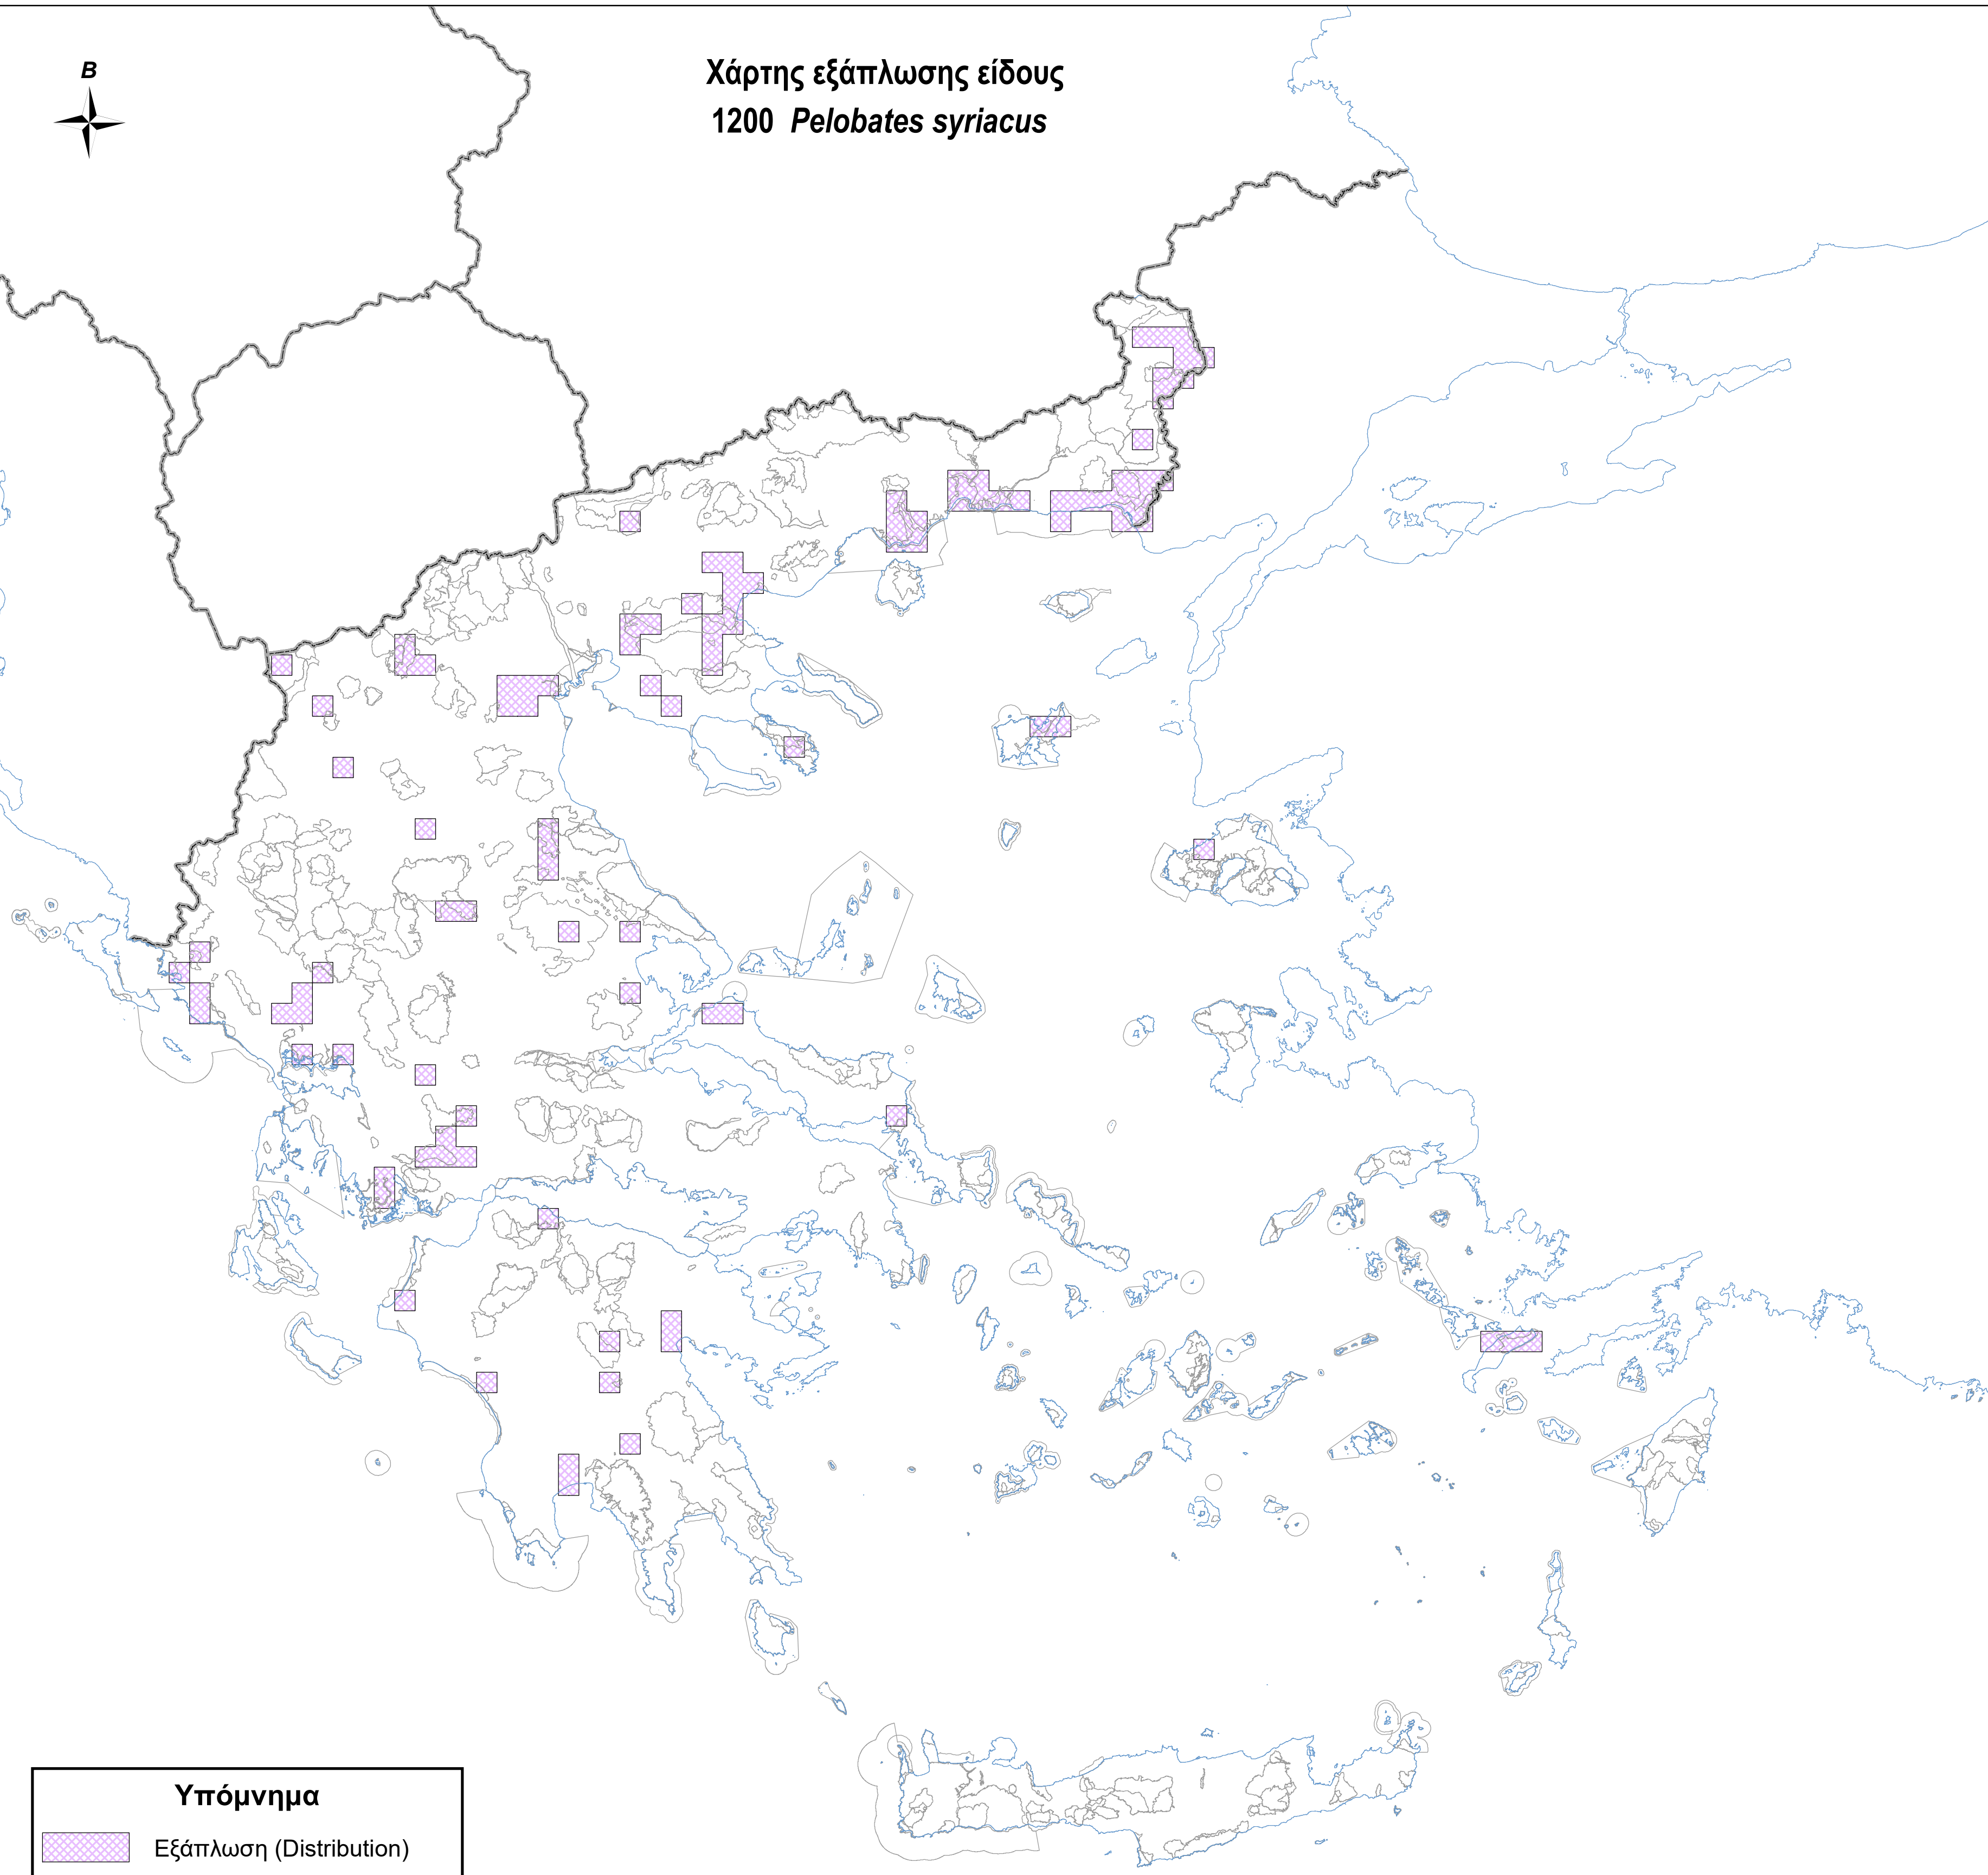 Χάρτης εξάπλωσης είδους
1200 Pelobates syriacus
Β
Υπόμνημα
Εξάπλωση (Distribution)